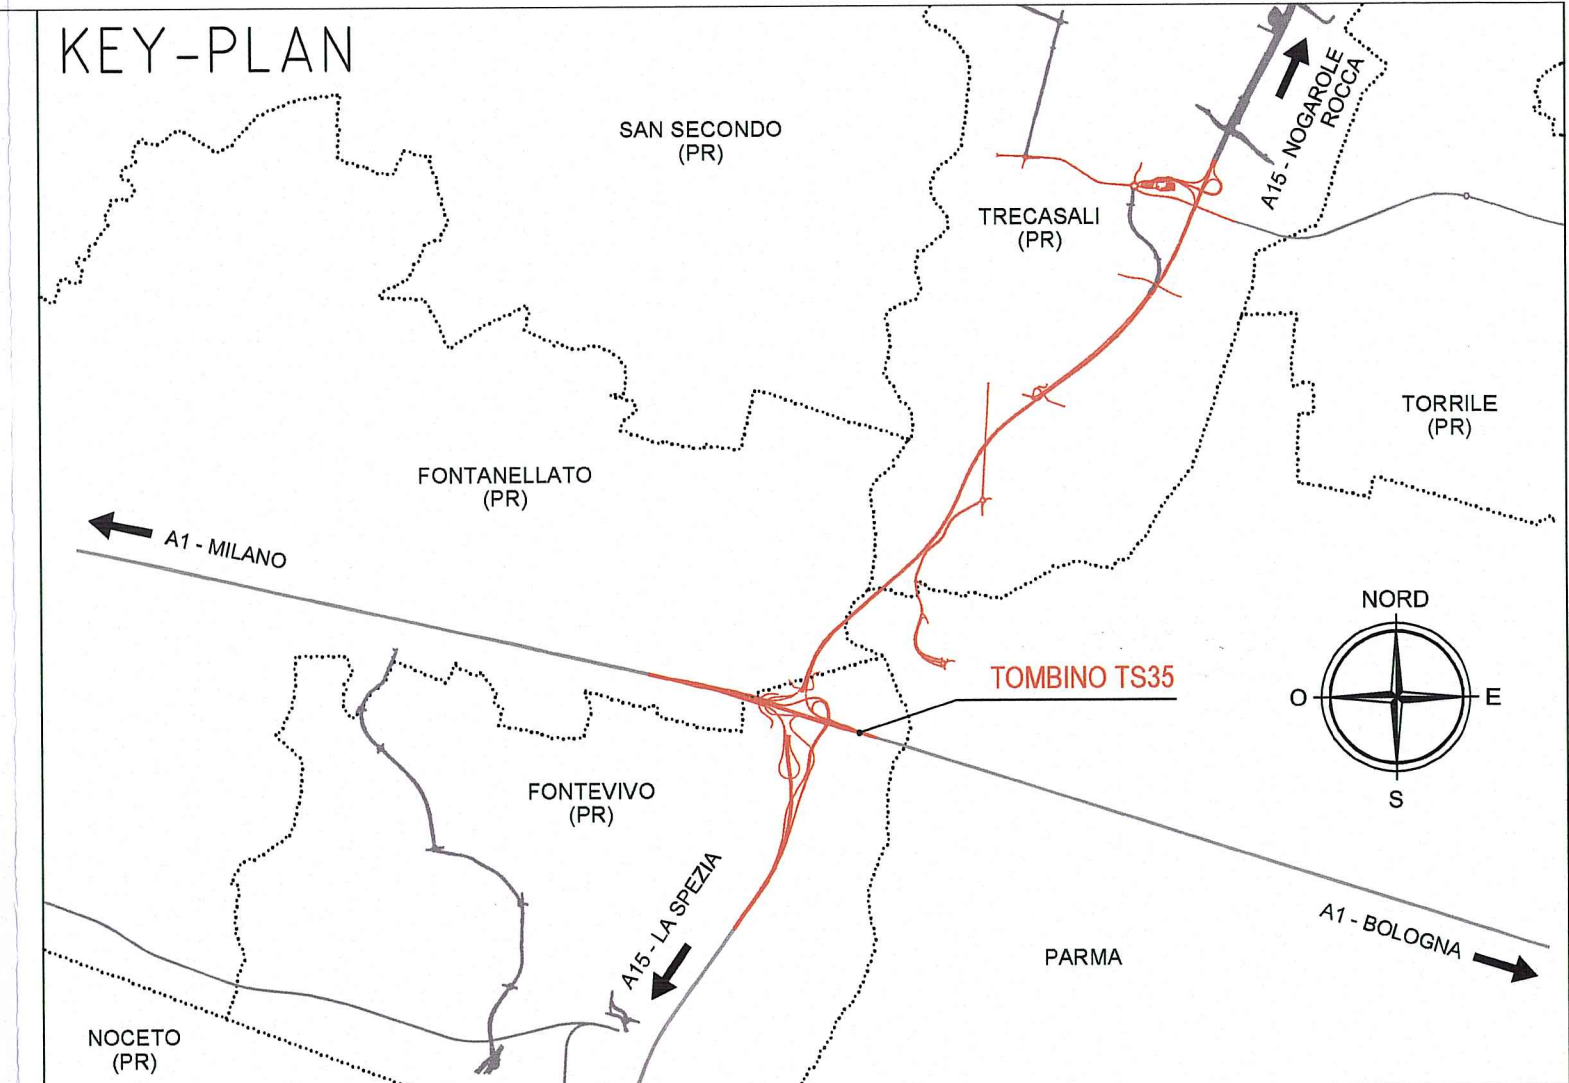 KEY-PLAN
SAN SECONDO
(PR)
A15 - NOGAROLE
ROCCA
TRECASALI
(PR)
TORRILE
(PR)
FONTANELLATO
(PR)
A1 - MILANO
NORD
O
E
S
TOMBINO TS35
FONTEVIVO
(PR)
A15 - LA SPEZIA
A1 - BOLOGNA
PARMA
NOCETO
(PR)